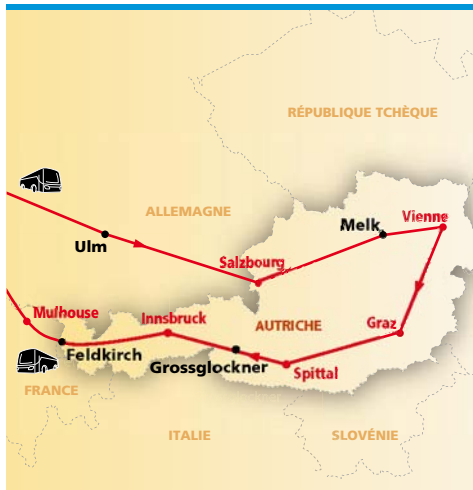 RÉPUBLIQUE TCHÈQUE
ALLEMAGNE
Vienne
Melk
Ulm
Salzbourg
Mulhouse
Innsbruck
AUTRICHE
Graz
Feldkirch
Grossglockner
Spittal
FRANCE
ITALIE
SLOVÉNIE